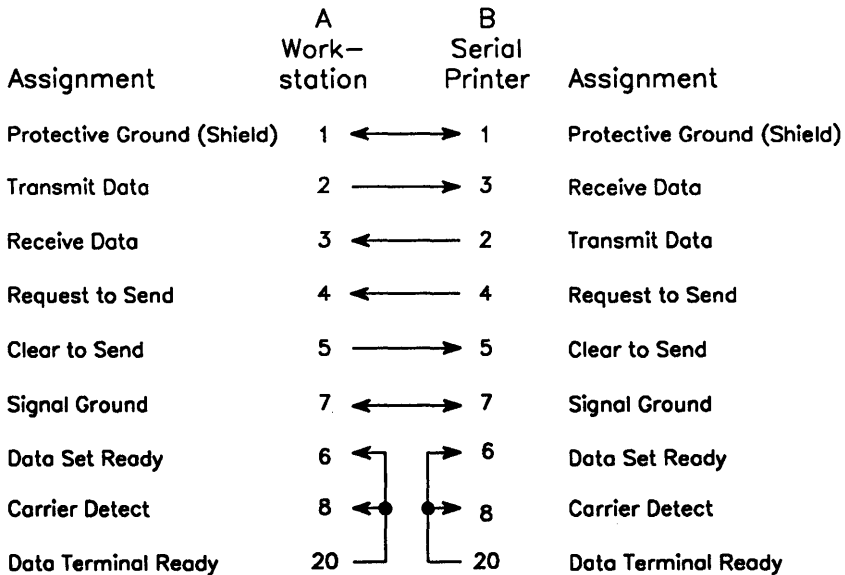 A B
Work– Serial
Assignment station Printer Assignment
Protective Ground (Shield) 1 1 Protective Ground (Shield)
Transmit Data 2 3 Receive Data
Receive Data 3 2 Transmit Data
Request to Send 4 4 Request to Send
Clear to Send 5 5 Clear to Send
Signal Ground 7 7 Signal Ground
Data Set Ready 6 6 Data Set Ready
Carrier Detect 8 8 Carrier Detect
Data Terminal Ready 20 20 Data Terminal Ready